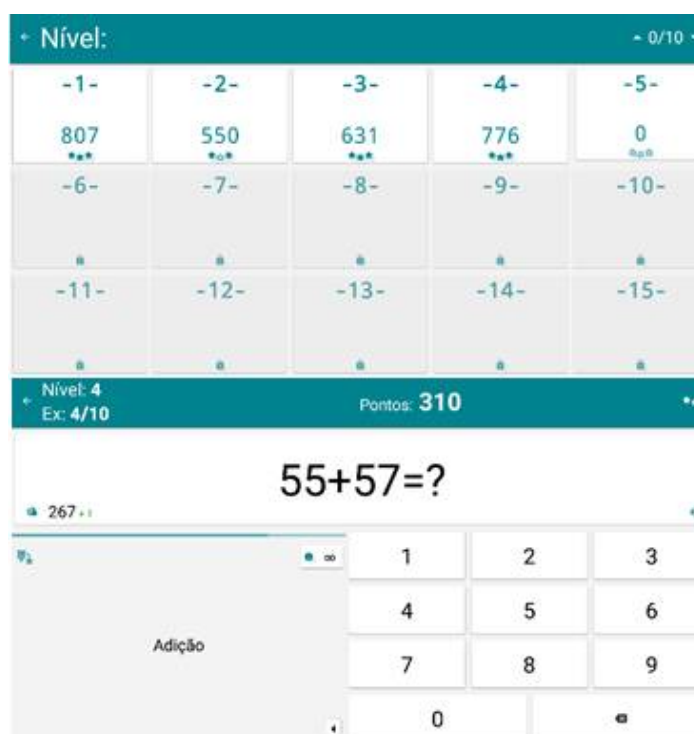 Nível: 0/10
-1- -2- -3- -4- -5-
807 550 631 776 0
-6- -7- -8- -9- -10-
-11- -12- -13- -14- -15-
Nível: 4
Ex: 4/10
Pontos: 310
55+57=?
267 +1
∞ 1 2 3
4 5 6
Adição
7 8 9
0